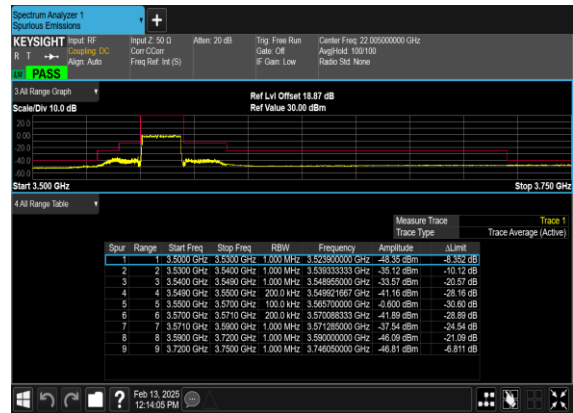 Spectrum Analyzer 1
Spurious Emissions
KEYSIGHT Input: RF Input Z: 50 Ω Atten: 20 dB Trig: Free Run Center Freq: 22.005000000 GHz
R T Coupling: DC Corr CCorr Gate: Off Avg|Hold: 100/100
Align: Auto Freq Ref: Int (S) IF Gain: Low Radio Std: None
PASS
3 All Range Graph
Ref Lvl Offset 18.87 dB
Scale/Div 10.0 dB Ref Value 30.00 dBm
20.0
0.00
-20.0
-40.0
-60.0
Start 3.500 GHz Stop 3.750 GHz
4 All Range Table
Measure Trace Trace 1
Trace Type Trace Average (Active)
Spur Range Start Freq Stop Freq RBW Frequency Amplitude ΔLimit
1 1 3.5000 GHz 3.5300 GHz 1.000 MHz 3.523900000 GHz -48.35 dBm -8.352 dB
2 2 3.5300 GHz 3.5400 GHz 1.000 MHz 3.539333333 GHz -35.12 dBm -10.12 dB
3 3 3.5400 GHz 3.5490 GHz 1.000 MHz 3.548955000 GHz -33.57 dBm -20.57 dB
4 4 3.5490 GHz 3.5500 GHz 200.0 kHz 3.549921667 GHz -41.16 dBm -28.16 dB
5 5 3.5500 GHz 3.5700 GHz 100.0 kHz 3.565700000 GHz -0.600 dBm -30.60 dB
6 6 3.5700 GHz 3.5710 GHz 200.0 kHz 3.570088333 GHz -41.89 dBm -28.89 dB
7 7 3.5710 GHz 3.5900 GHz 1.000 MHz 3.571285000 GHz -37.54 dBm -24.54 dB
8 8 3.5900 GHz 3.7200 GHz 1.000 MHz 3.590000000 GHz -46.09 dBm -21.09 dB
9 9 3.7200 GHz 3.7500 GHz 1.000 MHz 3.746050000 GHz -46.81 dBm -6.811 dB
Feb 13, 2025
12:14:05 PM